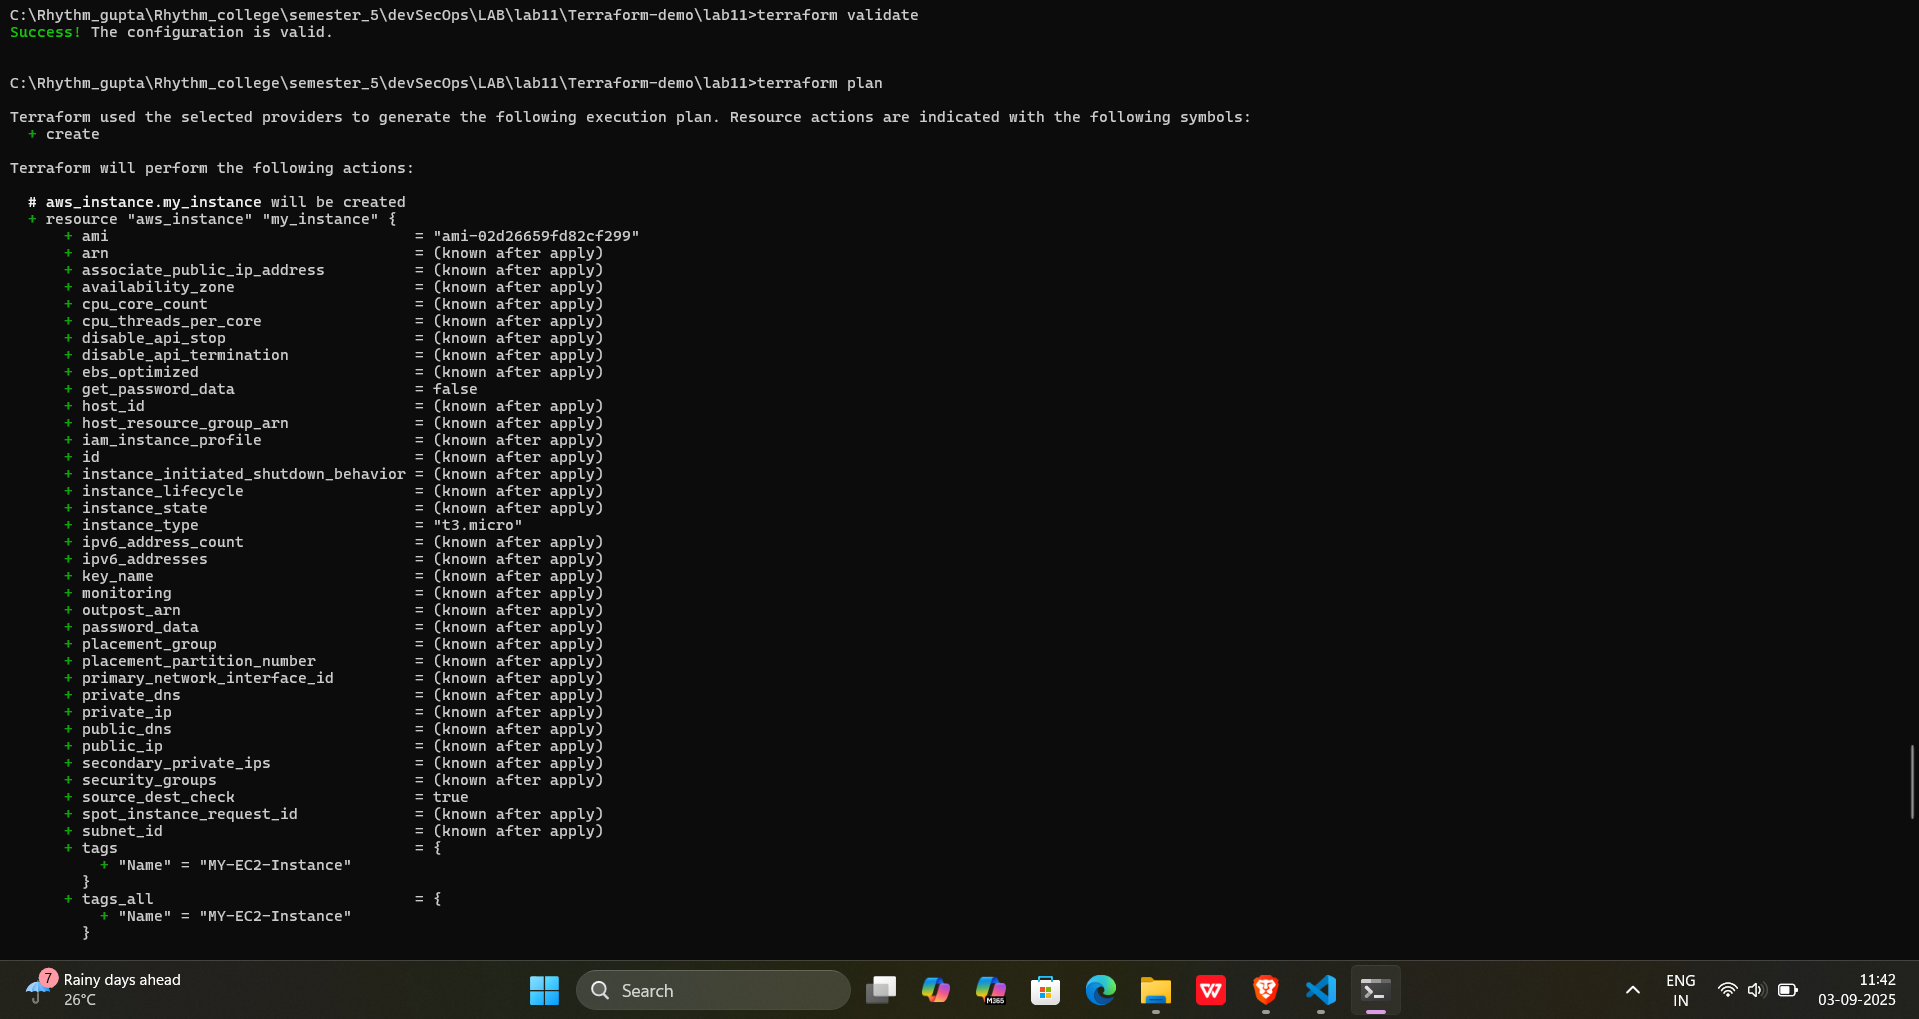 C:\Rhythm_gupta\Rhythm_college\semester_5\devSecOps\LAB\lab11\Terraform-demo\lab11>terraform validate
Success! The configuration is valid.
C:\Rhythm_gupta\Rhythm_college\semester_5\devSecOps\LAB\lab11\Terraform-demo\lab11>terraform plan
Terraform used the selected providers to generate the following execution plan. Resource actions are indicated with the following symbols:
+ create
Terraform will perform the following actions:
# aws_instance.my_instance will be created
+ resource "aws_instance" "my_instance" {
+ ami = "ami-02d26659fd82cf299"
+ arn = (known after apply)
+ associate_public_ip_address = (known after apply)
+ availability_zone = (known after apply)
+ cpu_core_count = (known after apply)
+ cpu_threads_per_core = (known after apply)
+ disable_api_stop = (known after apply)
+ disable_api_termination = (known after apply)
+ ebs_optimized = (known after apply)
+ get_password_data = false
+ host_id = (known after apply)
+ host_resource_group_arn = (known after apply)
+ iam_instance_profile = (known after apply)
+ id = (known after apply)
+ instance_initiated_shutdown_behavior = (known after apply)
+ instance_lifecycle = (known after apply)
+ instance_state = (known after apply)
+ instance_type = "t3.micro"
+ ipv6_address_count = (known after apply)
+ ipv6_addresses = (known after apply)
+ key_name = (known after apply)
+ monitoring = (known after apply)
+ outpost_arn = (known after apply)
+ password_data = (known after apply)
+ placement_group = (known after apply)
+ placement_partition_number = (known after apply)
+ primary_network_interface_id = (known after apply)
+ private_dns = (known after apply)
+ private_ip = (known after apply)
+ public_dns = (known after apply)
+ public_ip = (known after apply)
+ secondary_private_ips = (known after apply)
+ security_groups = (known after apply)
+ source_dest_check = true
+ spot_instance_request_id = (known after apply)
+ subnet_id = (known after apply)
+ tags = {
+ "Name" = "MY-EC2-Instance"
}
+ tags_all = {
+ "Name" = "MY-EC2-Instance"
}
7
Rainy days ahead
26°C
Search
M365
ENG
IN
11:42
03-09-2025